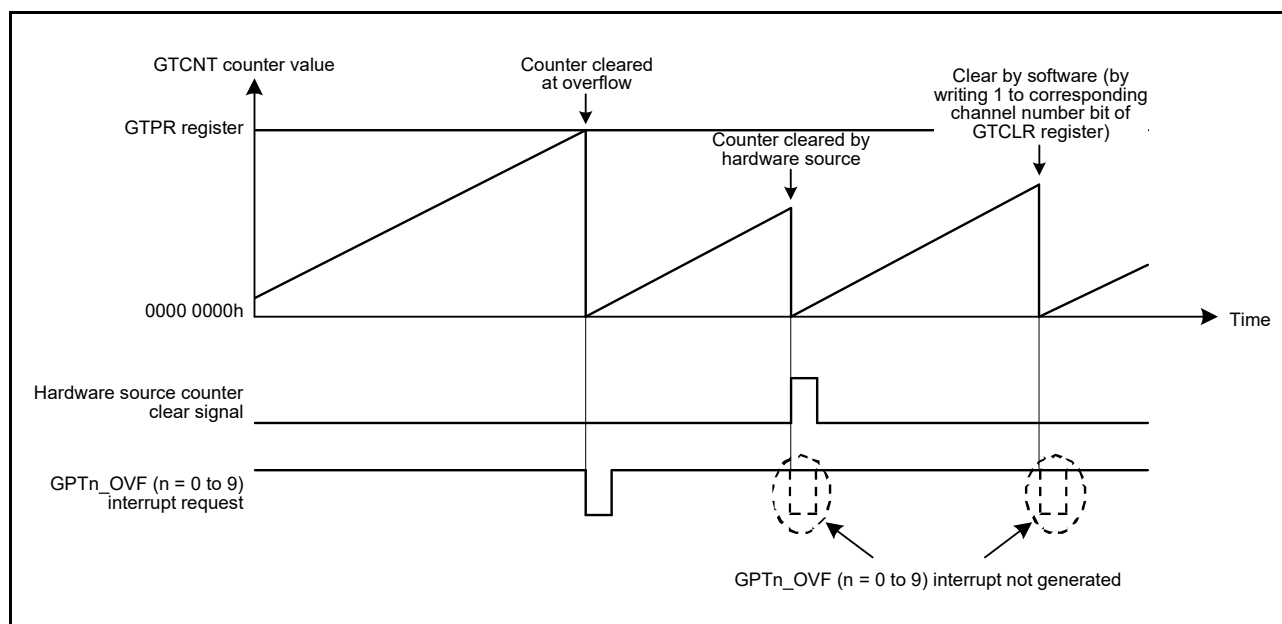 GTCNT counter value
Counter cleared
at overflow
Clear by software (by
writing 1 to corresponding
channel number bit of
GTCLR register)
GTPR register
Counter cleared by
hardware source
0000 0000h
Time
Hardware source counter
clear signal
GPTn_OVF (n = 0 to 9)
interrupt request
GPTn_OVF (n = 0 to 9) interrupt not generated